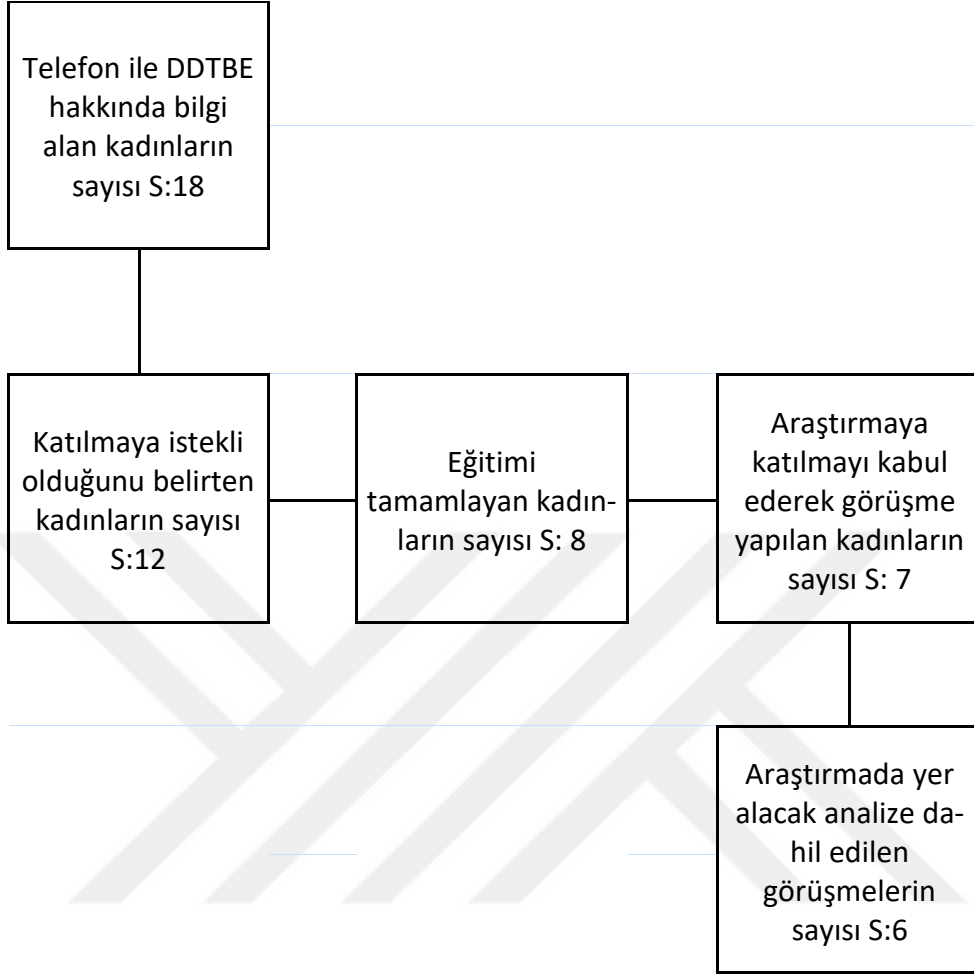 Telefon ile DDTBE
hakkında bilgi
alan kadınların
sayısı S:18
Katılmaya istekli
olduğunu belirten
kadınların sayısı
S:12
Eğitimi
tamamlayan kadın-
ların sayısı S: 8
Araştırmaya
katılmayı kabul
ederek görüşme
yapılan kadınların
sayısı S: 7
Araştırmada yer
alacak analize da-
hil edilen
görüşmelerin
sayısı S:6